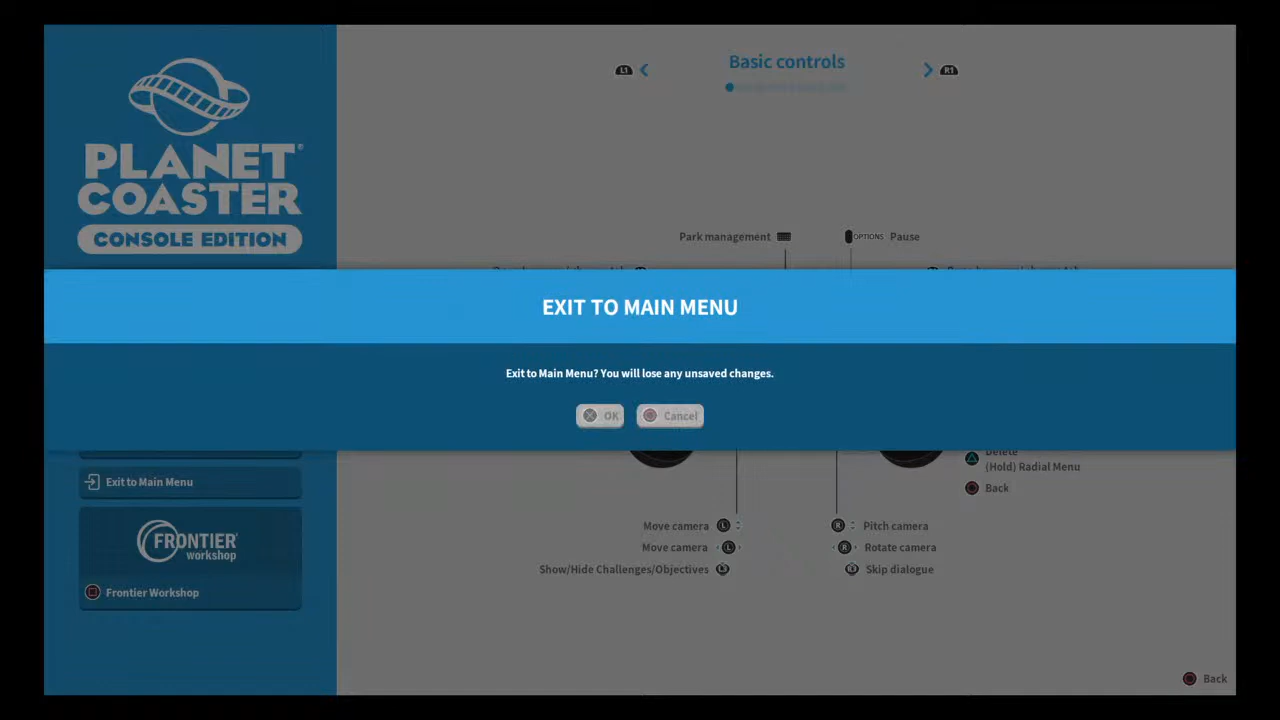 L1
Basic controls
R1
PLANET
COASTER
CONSOLE EDITION
Park management
OPTIONS Pause
EXIT TO MAIN MENU
Exit to Main Menu? You will lose any unsaved changes.
OK
Cancel
Delete
(Hold) Radial Menu
Exit to Main Menu
Back
Move camera L
R Pitch camera
FRONTIER
workshop
Move camera L
R Rotate camera
Show/Hide Challenges/Objectives
Skip dialogue
Frontier Workshop
Back